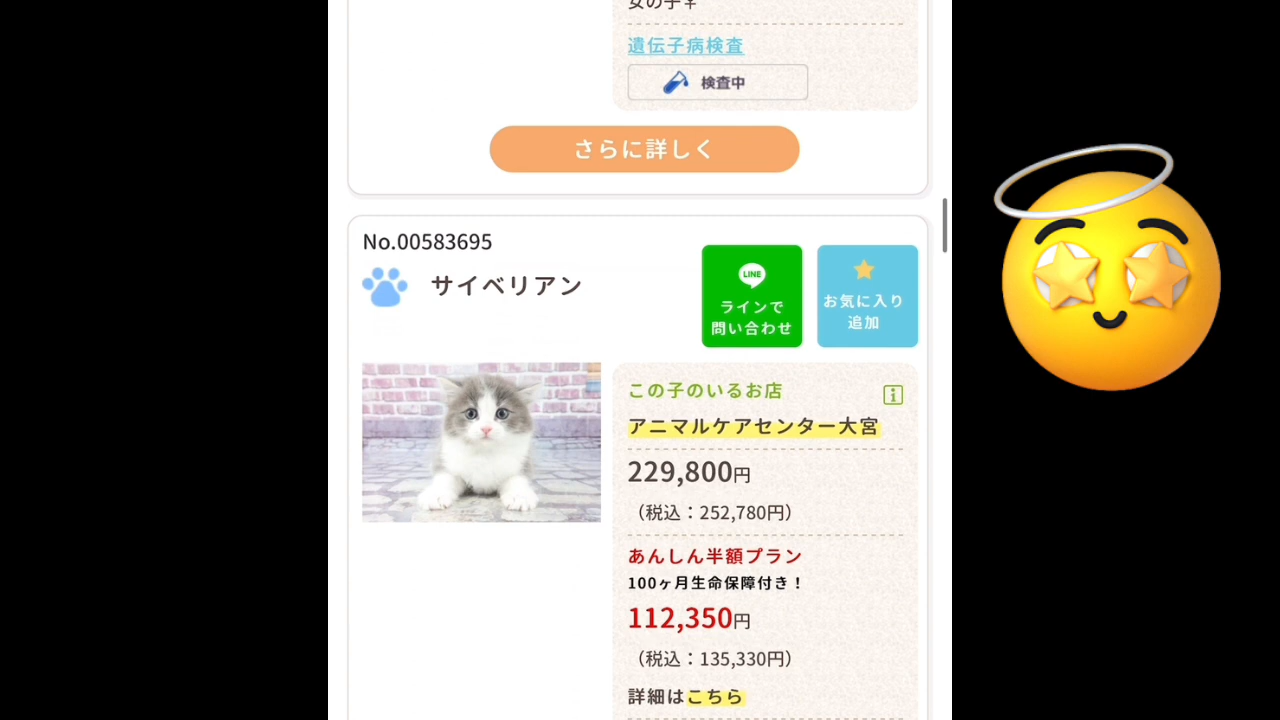 女の子♀
遺伝子病検査
検査中
さらに詳しく
No.00583695
サイベリアン
LINE
ラインで
問い合わせ
お気に入り
追加
この子のいるお店
アニマルケアセンター大宮
229,800円
（税込：252,780円）
あんしん半額プラン
100ヶ月生命保障付き！
112,350円
（税込：135,330円）
詳細はこちら